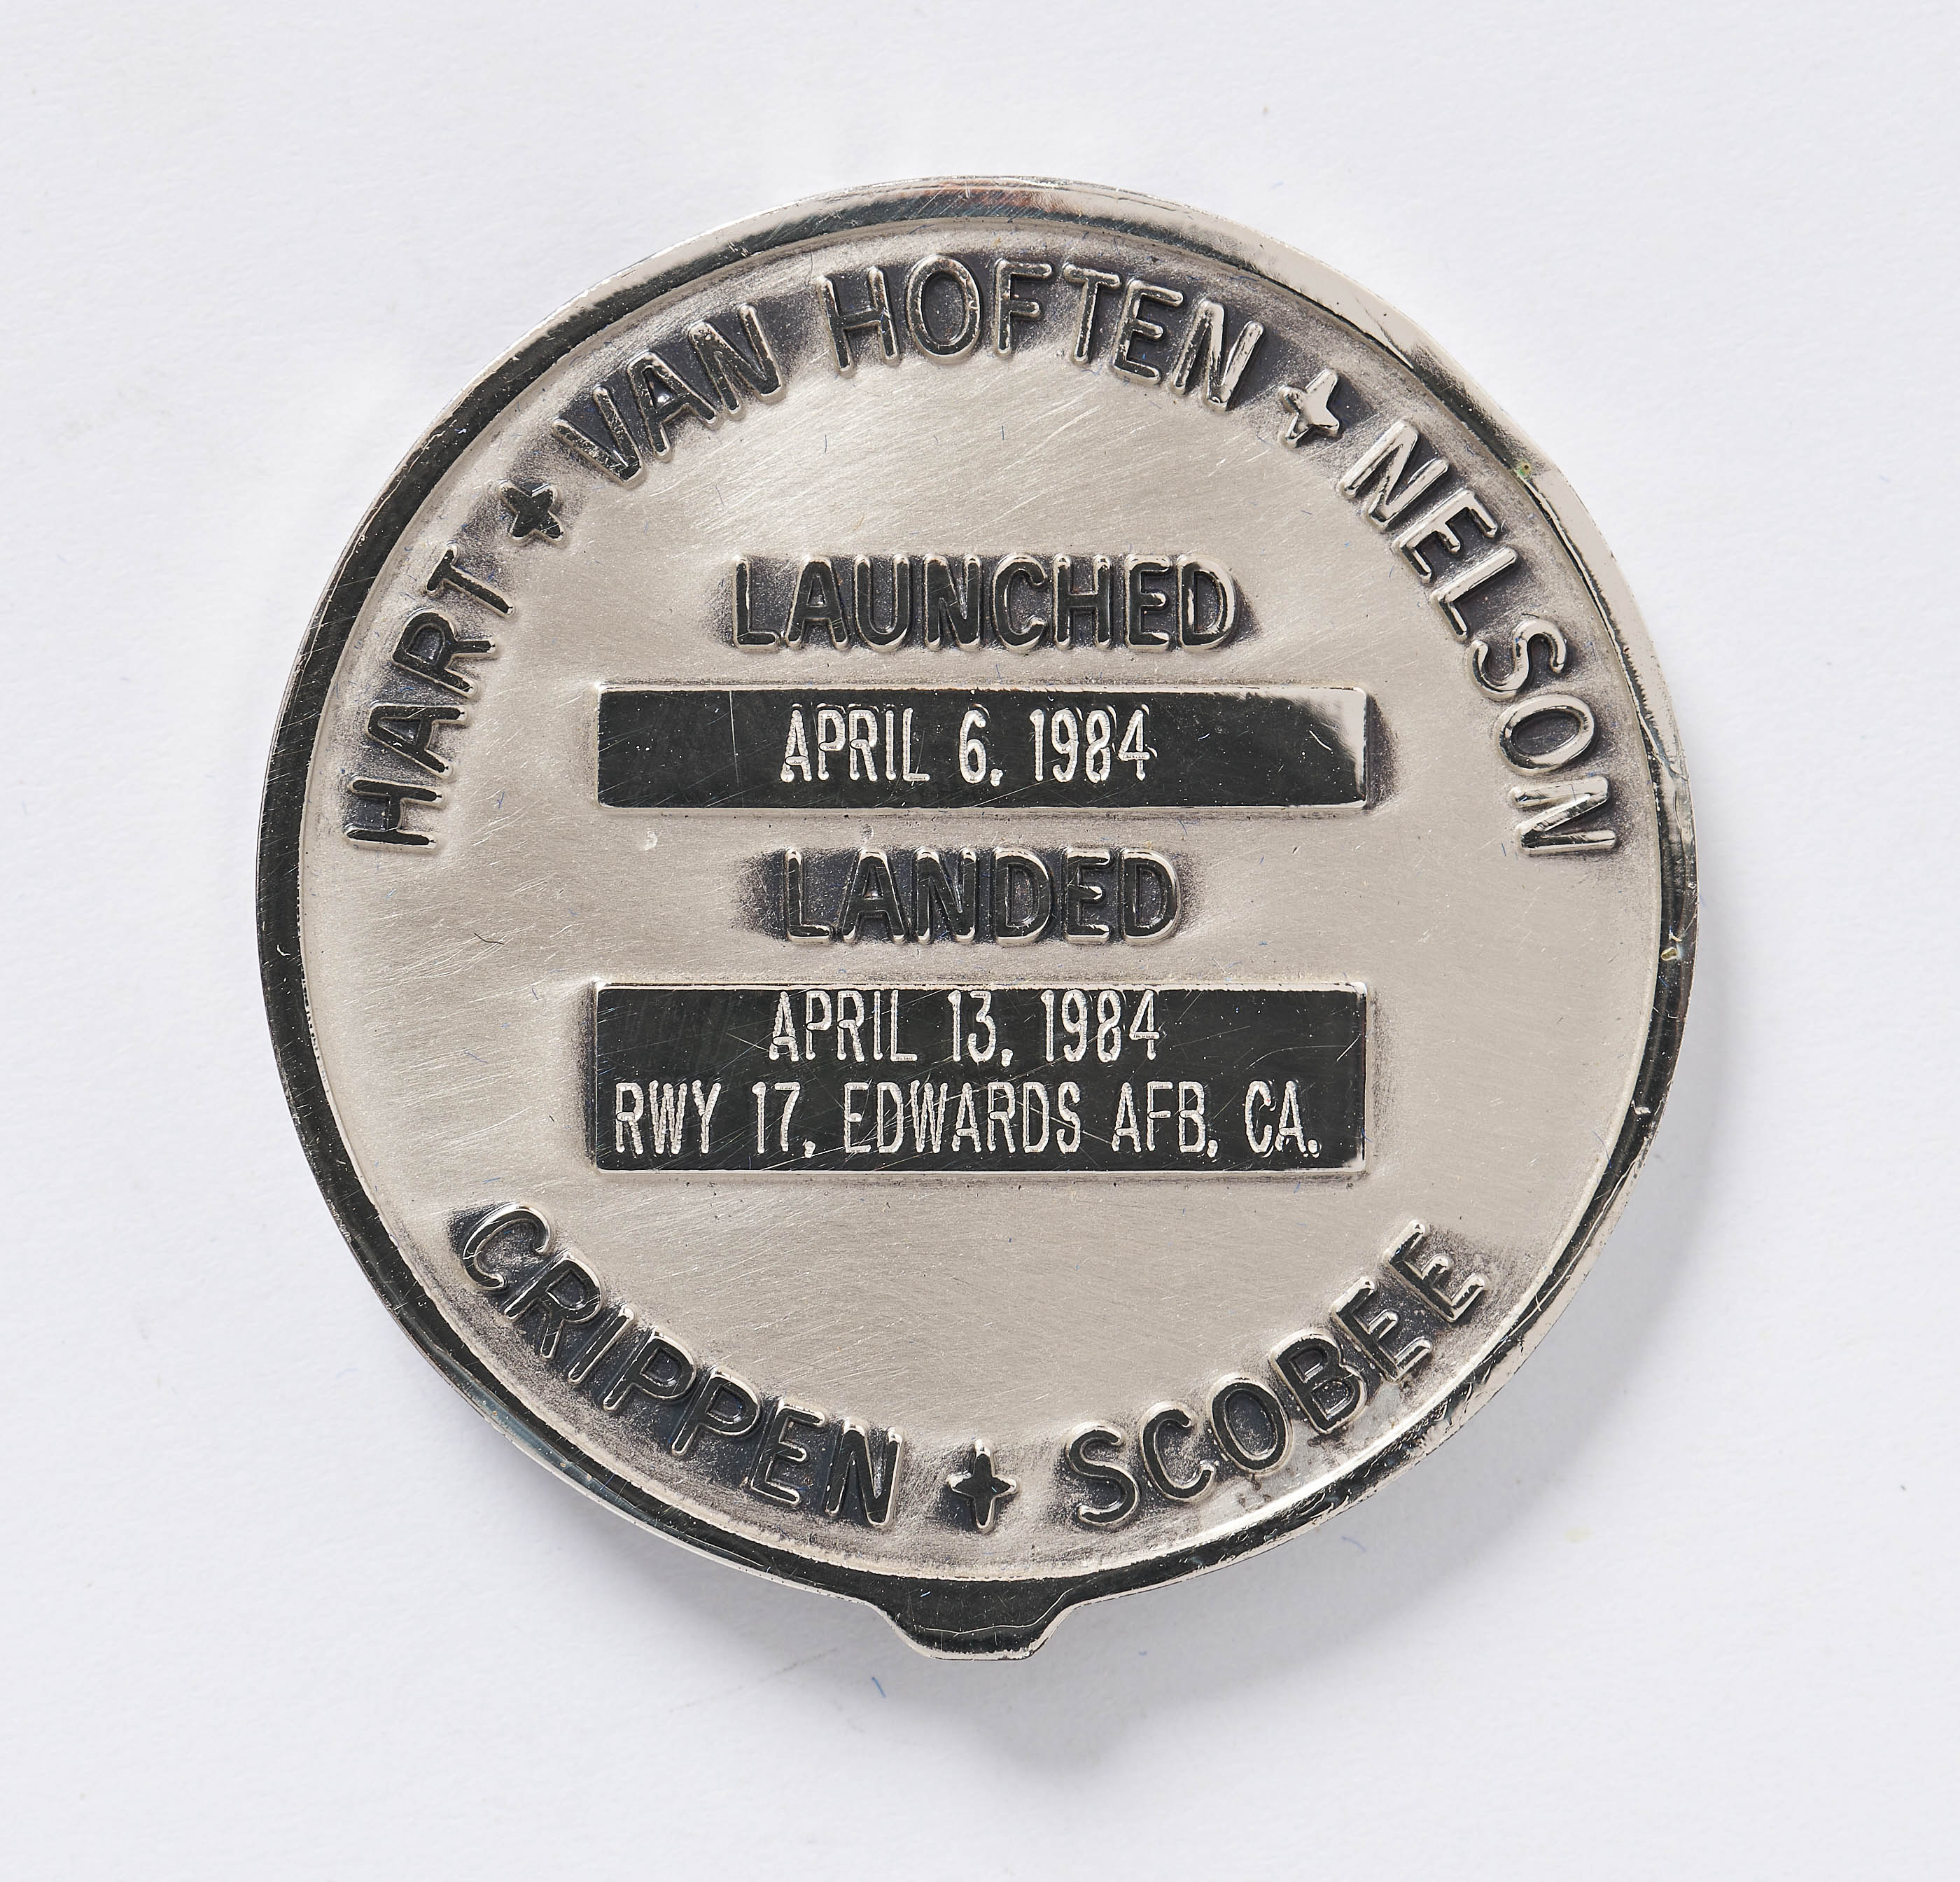 HART ✦ VAN HOFTEN ✦ NELSON
LAUNCHED
APRIL 6, 1984
LANDED
APRIL 13, 1984
RWY 17, EDWARDS AFB, CA.
CRIPPEN ✦ SCOBEE